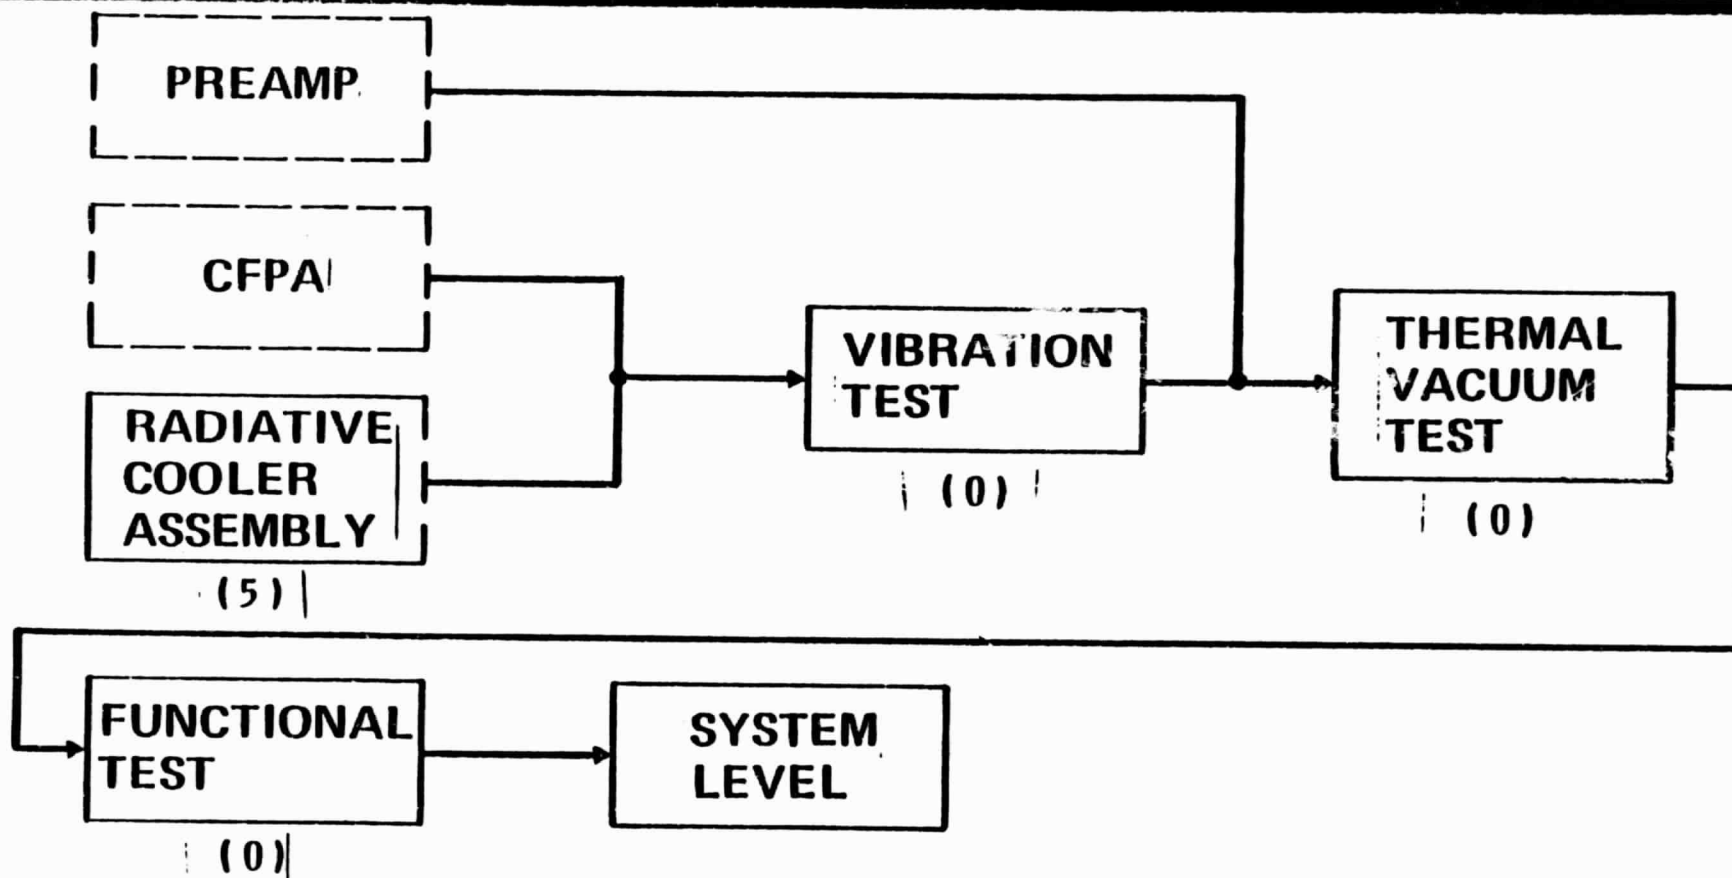 PREAMP
CFPA
RADIATIVE
COOLER
ASSEMBLY
(5)
VIBRATION
TEST
(0)
THERMAL
VACUUM
TEST
(0)
FUNCTIONAL
TEST
(0)
SYSTEM
LEVEL